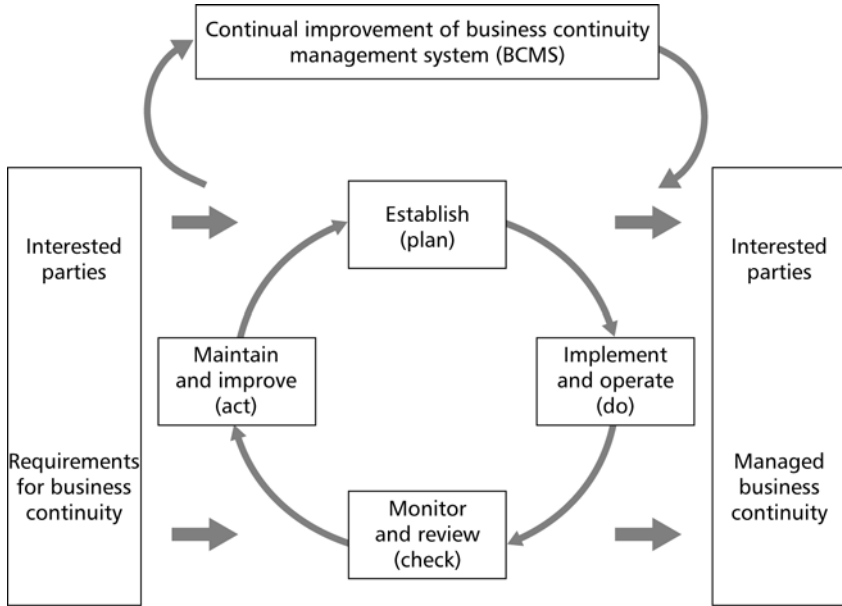 Continual improvement of business continuity
management system (BCMS)
Establish
(plan)
Interested
parties
Interested
parties
Maintain
and improve
(act)
Implement
and operate
(do)
Requirements
for business
continuity
Managed
business
continuity
Monitor
and review
(check)